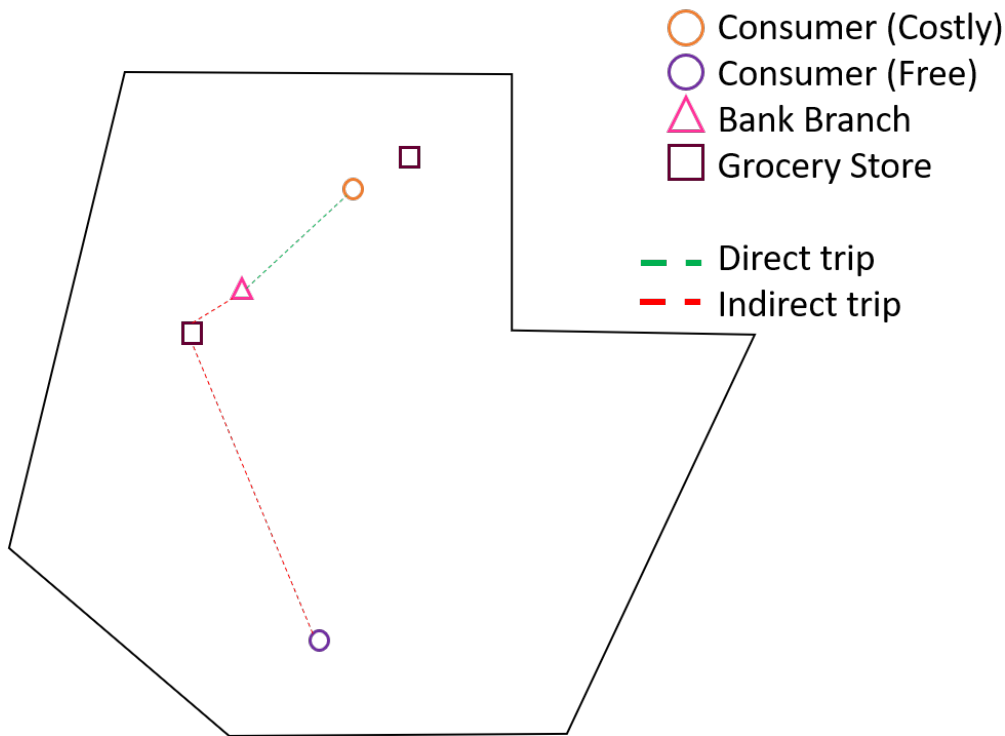 Consumer (Costly)
Consumer (Free)
Bank Branch
Grocery Store
Direct trip
Indirect trip